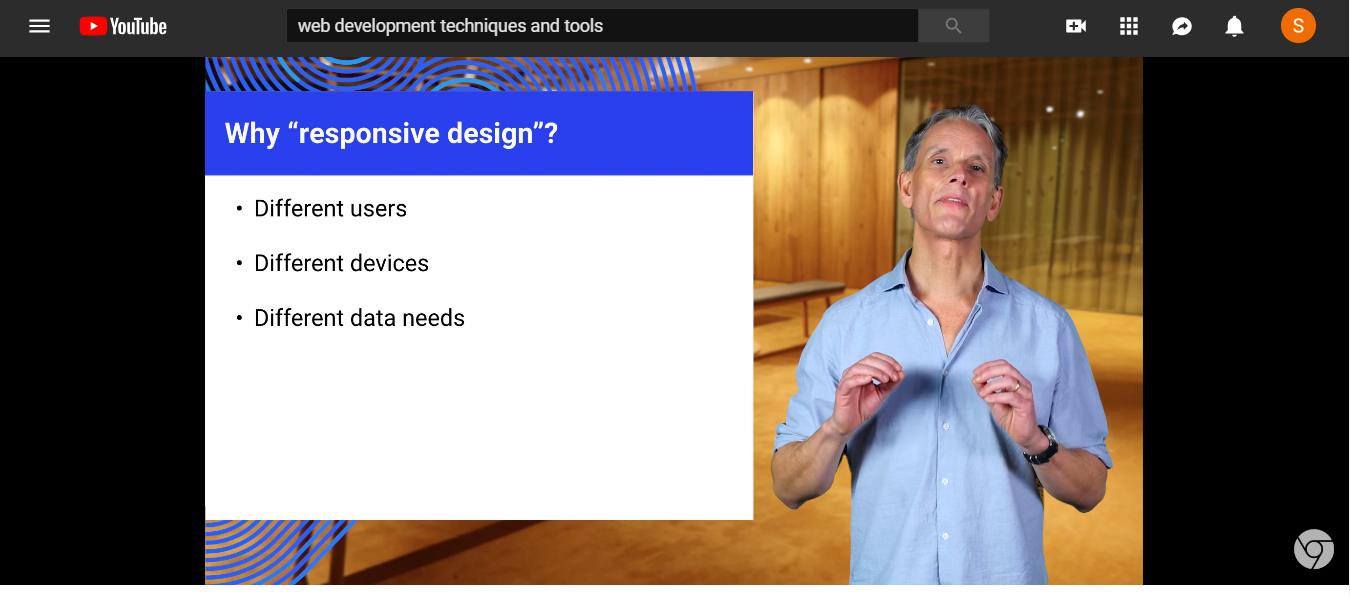 YouTube
web development techniques and tools
S
Why “responsive design”?
• Different users
• Different devices
• Different data needs